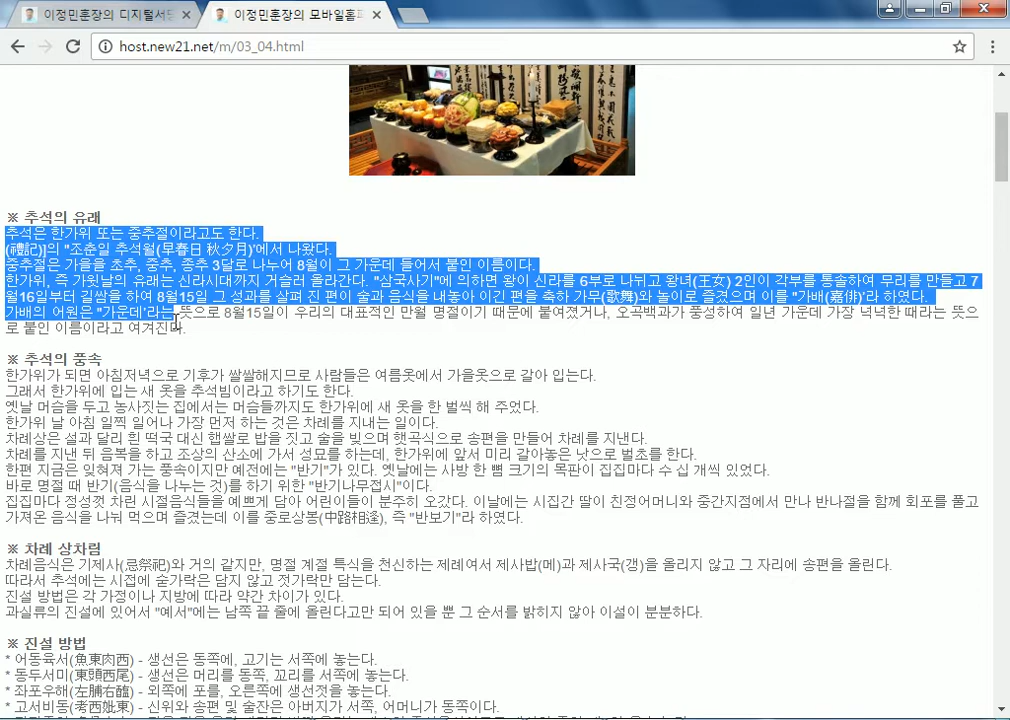 이정민훈장의 디지털서당
이정민훈장의 모바일홈페
host.new21.net/m/03_04.html
※ 추석의 유래
추석은 한가위 또는 중추절이라고도 한다.
(禮記)]의 "조춘일 추석월(早春日 秋夕月)'에서 나왔다.
중추절은 가을을 초추, 중추, 종추 3달로 나누어 8월이 그 가운데 들어서 붙인 이름이다.
한가위, 즉 가윗날의 유래는 신라시대까지 거슬러 올라간다. "삼국사기"에 의하면 왕이 신라를 6부로 나뉘고 왕녀(王女) 2인이 각부를 통솔하여 무리를 만들고 7
월16일부터 길쌈을 하여 8월15일 그 성과를 살펴 진 편이 술과 음식을 내놓아 이긴 편을 축하 가무(歌舞)와 놀이로 즐겼으며 이를 "가배(嘉俳)'라 하였다.
가배의 어원은 "가운데'라는 뜻으로 8월15일이 우리의 대표적인 만월 명절이기 때문에 붙여졌거나, 오곡백과가 풍성하여 일년 가운데 가장 넉넉한 때라는 뜻으
로 붙인 이름이라고 여겨진다.
※ 추석의 풍속
한가위가 되면 아침저녁으로 기후가 쌀쌀해지므로 사람들은 여름옷에서 가을옷으로 갈아 입는다.
그래서 한가위에 입는 새 옷을 추석빔이라고 하기도 한다.
옛날 머슴을 두고 농사짓는 집에서는 머슴들까지도 한가위에 새 옷을 한 벌씩 해 주었다.
한가위 날 아침 일찍 일어나 가장 먼저 하는 것은 차례를 지내는 일이다.
차례상은 설과 달리 흰 떡국 대신 햅쌀로 밥을 짓고 술을 빚으며 햇곡식으로 송편을 만들어 차례를 지낸다.
차례를 지낸 뒤 음복을 하고 조상의 산소에 가서 성묘를 하는데, 한가위에 앞서 미리 갈아놓은 낫으로 벌초를 한다.
한편 지금은 잊혀져 가는 풍속이지만 예전에는 "반기"가 있다. 옛날에는 사방 한 뼘 크기의 목판이 집집마다 수 십 개씩 있었다.
바로 명절 때 반기(음식을 나누는 것)를 하기 위한 "반기나무접시"이다.
집집마다 정성껏 차린 시절음식들을 예쁘게 담아 어린이들이 분주히 오갔다. 이날에는 시집간 딸이 친정어머니와 중간지점에서 만나 반나절을 함께 회포를 풀고
가져온 음식을 나눠 먹으며 즐겼는데 이를 중로상봉(中路相逢), 즉 "반보기"라 하였다.
※ 차례 상차림
차례음식은 기제사(忌祭祀)와 거의 같지만, 명절 계절 특식을 천신하는 제례여서 제사밥(메)과 제사국(갱)을 올리지 않고 그 자리에 송편을 올린다.
따라서 추석에는 시접에 숟가락은 담지 않고 젓가락만 담는다.
진설 방법은 각 가정이나 지방에 따라 약간 차이가 있다.
과실류의 진설에 있어서 "예서"에는 남쪽 끝 줄에 올린다고만 되어 있을 뿐 그 순서를 밝히지 않아 이설이 분분하다.
※ 진설 방법
* 어동육서(魚東肉西) - 생선은 동쪽에, 고기는 서쪽에 놓는다.
* 동두서미(東頭西尾) - 생선은 머리를 동쪽, 꼬리를 서쪽에 놓는다.
* 좌포우해(左脯右醢) - 왼쪽에 포를, 오른쪽에 생선젓을 놓는다.
* 고서비동(考西妣東) - 신위와 송편 및 술잔은 아버지가 서쪽, 어머니가 동쪽이다.